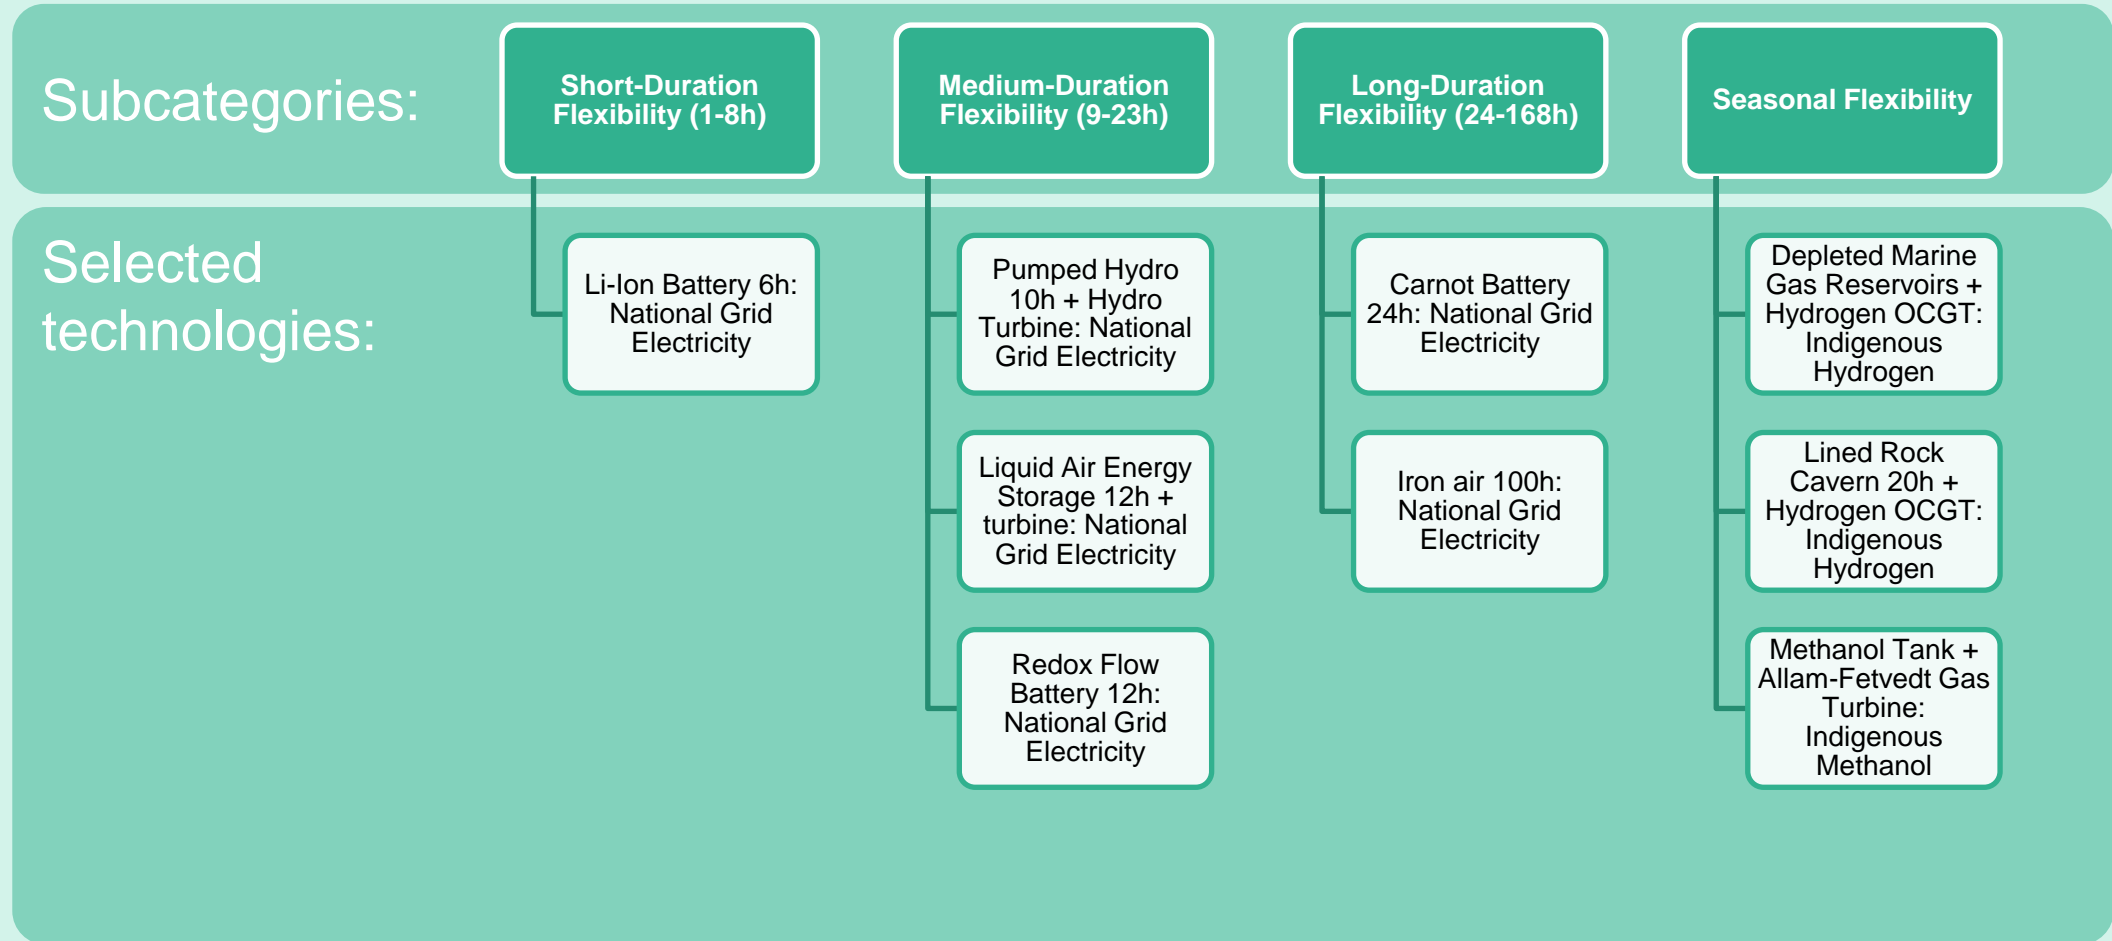 Subcategories:
Short-Duration
Flexibility (1-8h)
Medium-Duration
Flexibility (9-23h)
Long-Duration
Flexibility (24-168h)
Seasonal Flexibility
Selected
technologies:
Li-Ion Battery 6h:
National Grid
Electricity
Pumped Hydro
10h + Hydro
Turbine: National
Grid Electricity
Liquid Air Energy
Storage 12h +
turbine: National
Grid Electricity
Redox Flow
Battery 12h:
National Grid
Electricity
Carnot Battery
24h: National Grid
Electricity
Iron air 100h:
National Grid
Electricity
Depleted Marine
Gas Reservoirs +
Hydrogen OCGT:
Indigenous
Hydrogen
Lined Rock
Cavern 20h +
Hydrogen OCGT:
Indigenous
Hydrogen
Methanol Tank +
Allam-Fetvedt Gas
Turbine:
Indigenous
Methanol